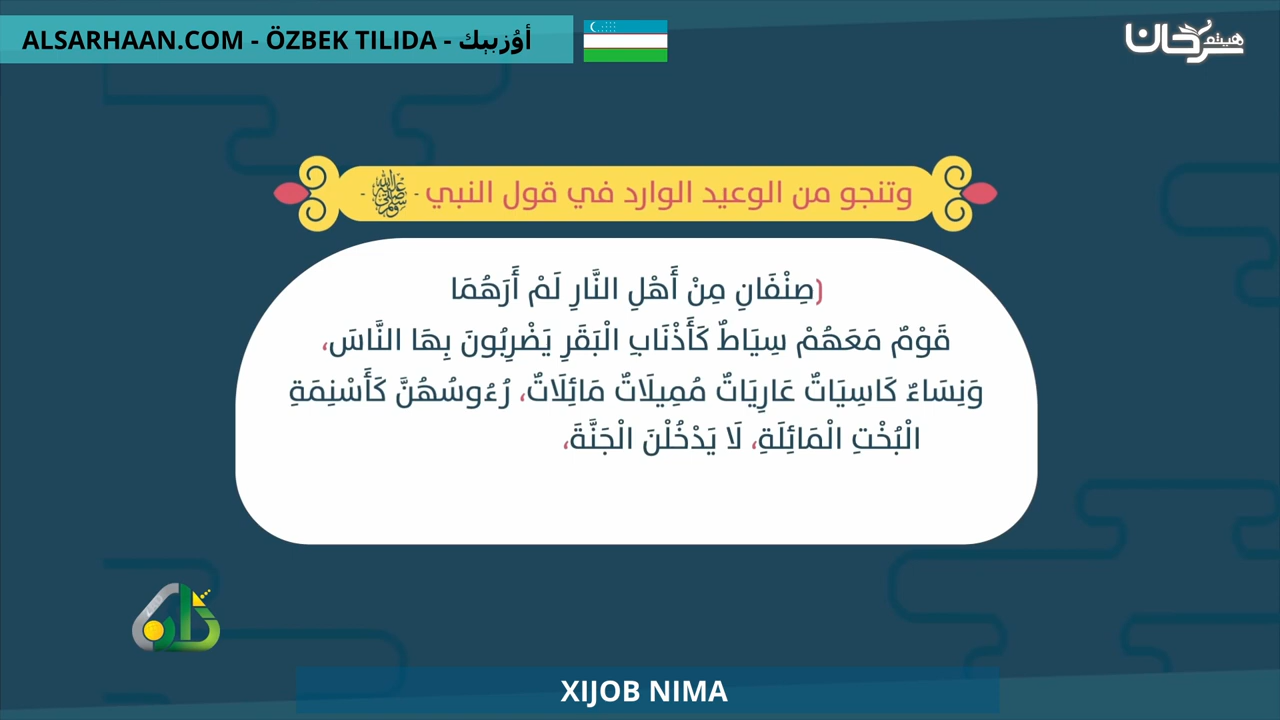 ALSARHAAN.COM - ÖZBEK TILIDA - أوُزبېك
هيثم سرحان
وتنجو من الوعيد الوارد في قول النبي - ﷺ -
(صِنْفَانِ مِنْ أَهْلِ النَّارِ لَمْ أَرَهُمَا
قَوْمٌ مَعَهُمْ سِيَاطٌ كَأَذْنَابِ الْبَقَرِ يَضْرِبُونَ بِهَا النَّاسَ،
وَنِسَاءٌ كَاسِيَاتٌ عَارِيَاتٌ مُمِيلَاتٌ مَائِلَاتٌ، رُءُوسُهُنَّ كَأَسْنِمَةِ
الْبُخْتِ الْمَائِلَةِ، لَا يَدْخُلْنَ الْجَنَّةَ،
XIJOB NIMA